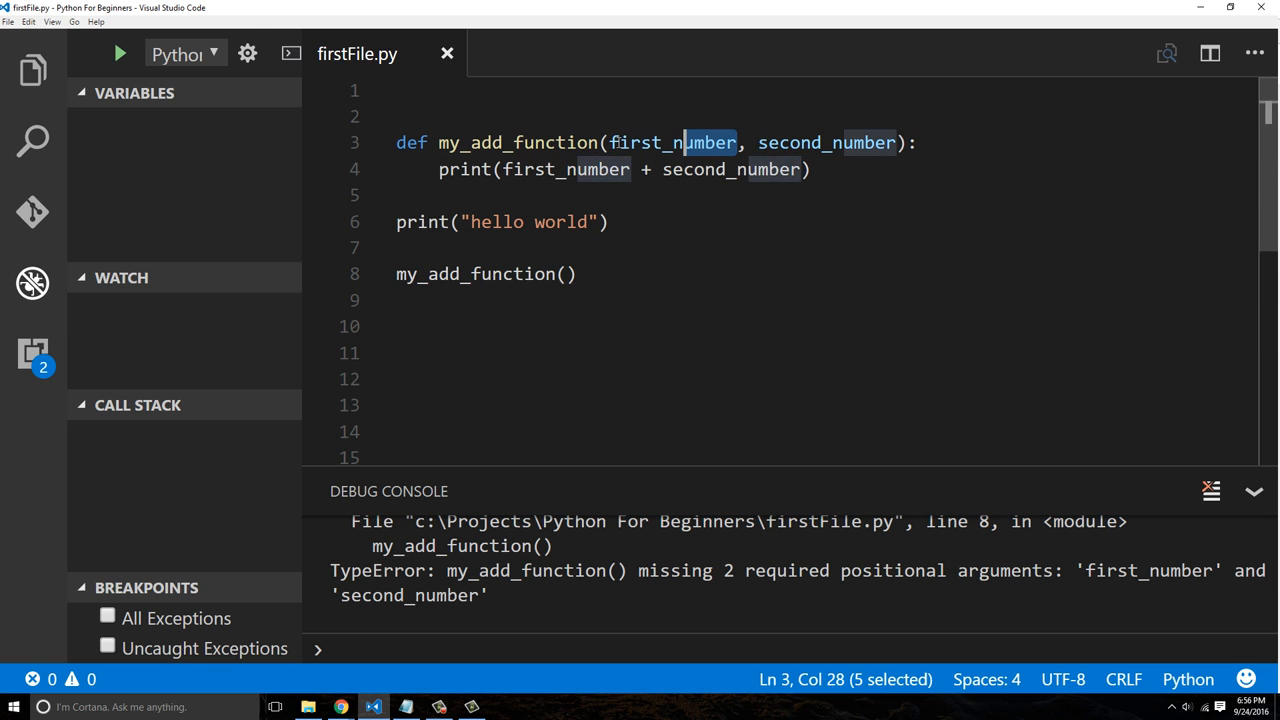 firstFile.py - Python For Beginners - Visual Studio Code
File Edit View Go Help
Python
firstFile.py
VARIABLES
WATCH
CALL STACK
BREAKPOINTS
All Exceptions
Uncaught Exceptions
2
1
2
3 def my_add_function(first_number, second_number):
4 print(first_number + second_number)
5
6 print("hello world")
7
8 my_add_function()
9
10
11
12
13
14
15
DEBUG CONSOLE
File "c:\Projects\Python For Beginners\firstFile.py", line 8, in <module>
my_add_function()
TypeError: my_add_function() missing 2 required positional arguments: 'first_number' and
'second_number'
0 0 Ln 3, Col 28 (5 selected) Spaces: 4 UTF-8 CRLF Python
I'm Cortana. Ask me anything.
6:56 PM
9/24/2016